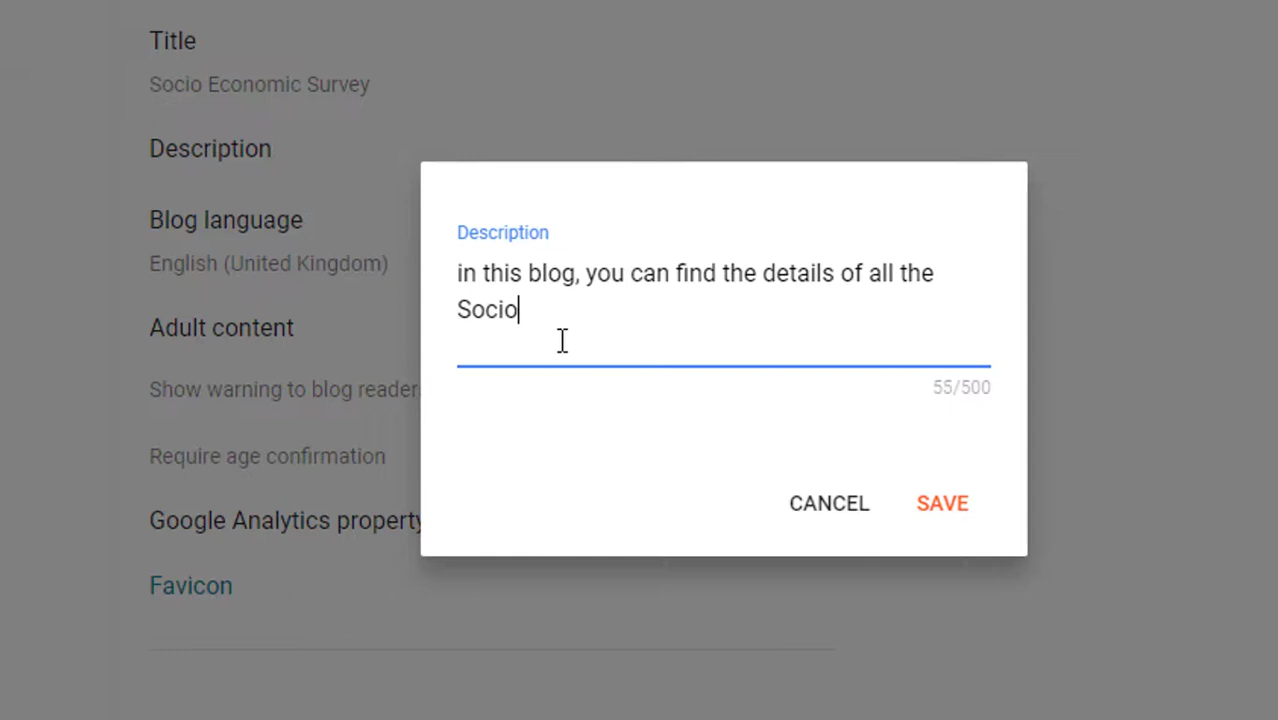 Title
Socio Economic Survey
Description
Blog language
English (United Kingdom)
Adult content
Show warning to blog reader
Require age confirmation
Google Analytics property
Favicon
Description
in this blog, you can find the details of all the
Socio
55/500
CANCEL
SAVE